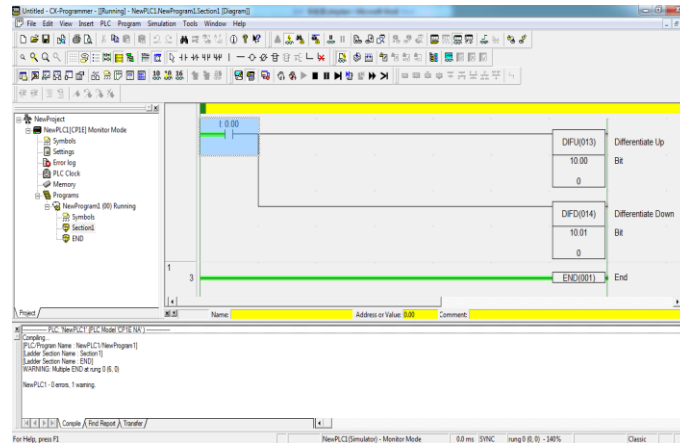 Untitled - CX-Programmer - [[Running] - NewPLC1.NewProgram1.Section1 [Diagram]]
File Edit View Insert PLC Program Simulation Tools Window Help
NewProject
NewPLC1[CP1E] Monitor Mode
Symbols
Settings
Error log
PLC Clock
Memory
Programs
NewProgram1 (00) Running
Symbols
Section1
END
Project
I: 0.00
DIFU(013)
Differentiate Up
10.00
Bit
0
DIFD(014)
Differentiate Down
10.01
Bit
0
1
3
END(001)
End
Name:
Address or Value: 0.00
Comment:
---------- PLC: 'NewPLC1' (PLC Model 'CP1E NA') ----------
Compiling...
[PLC/Program Name : NewPLC1/NewProgram1]
[Ladder Section Name : Section1]
[Ladder Section Name : END]
WARNING: Multiple END at rung 0 (6, 0)
NewPLC1 - 0 errors, 1 warning.
Compile
Find Report
Transfer
For Help, press F1
NewPLC1(Simulator) - Monitor Mode
0.0 ms
SYNC
rung 0 (0, 0) - 140%
Classic